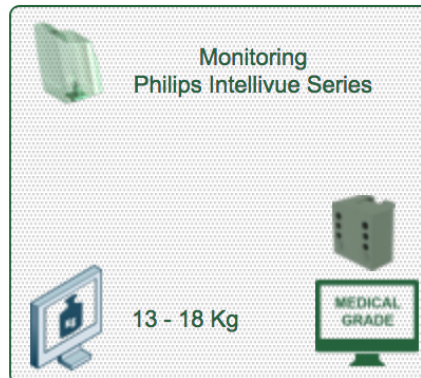 Monitoring
Philips Intellivue Series
13 - 18 Kg
MEDICAL
GRADE